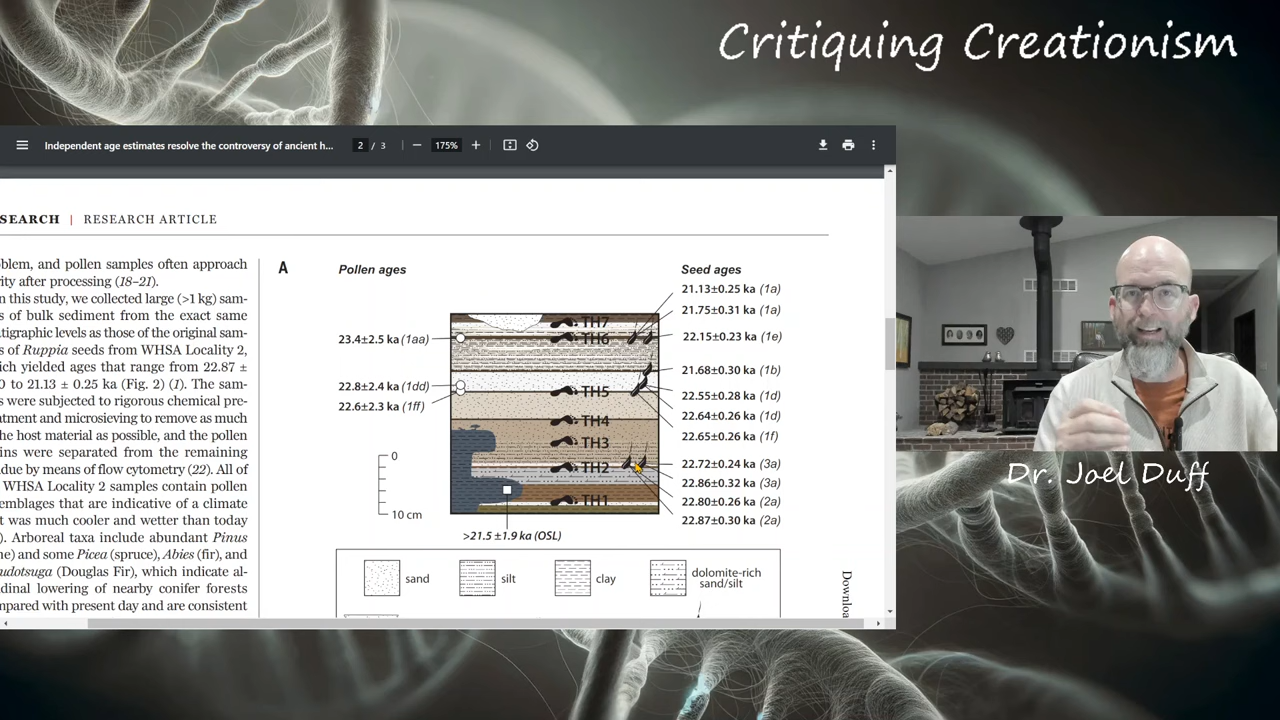 Critiquing Creationism
Independent age estimates resolve the controversy of ancient h...
2 / 3
175%
SEARCH | RESEARCH ARTICLE
oblem, and pollen samples often approach
rity after processing (18–21).
n this study, we collected large (>1 kg) sam-
s of bulk sediment from the exact same
atigraphic levels as those of the original sam-
s of Ruppia seeds from WHSA Locality 2,
ich yielded ages that range from 22.87 ±
0 to 21.13 ± 0.25 ka (Fig. 2) (1). The sam-
s were subjected to rigorous chemical pre-
atment and microsieving to remove as much
he host material as possible, and the pollen
ins were separated from the remaining
due by means of flow cytometry (22). All of
WHSA Locality 2 samples contain pollen
emblages that are indicative of a climate
t was much cooler and wetter than today
). Arboreal taxa include abundant Pinus
ne) and some Picea (spruce), Abies (fir), and
udotsuga (Douglas Fir), which indicate al-
dinal lowering of nearby conifer forests
mpared with present day and are consistent
A
Pollen ages
Seed ages
23.4±2.5 ka (1aa)
22.8±2.4 ka (1dd)
22.6±2.3 ka (1ff)
TH7
TH6
TH5
TH4
TH3
TH2
TH1
21.13±0.25 ka (1a)
21.75±0.31 ka (1a)
22.15±0.23 ka (1e)
21.68±0.30 ka (1b)
22.55±0.28 ka (1d)
22.64±0.26 ka (1d)
22.65±0.26 ka (1f)
22.72±0.24 ka (3a)
22.86±0.32 ka (3a)
22.80±0.26 ka (2a)
22.87±0.30 ka (2a)
0
10 cm
>21.5 ±1.9 ka (OSL)
sand
silt
clay
dolomite-rich
sand/silt
Downloa
Dr. Joel Duff